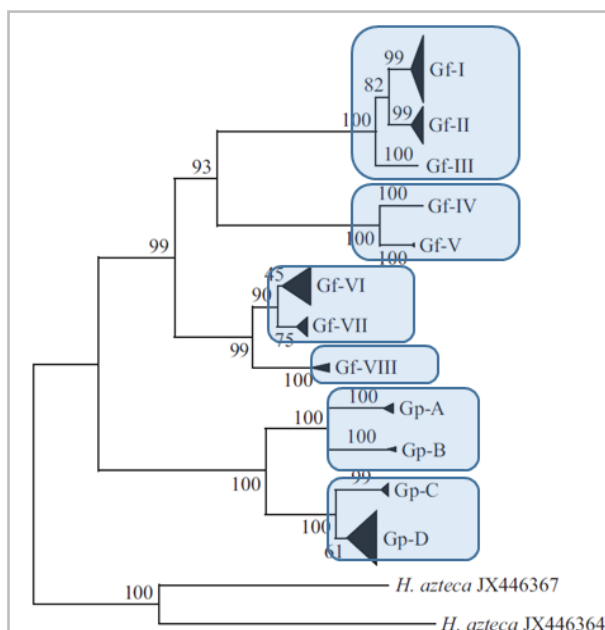 99
Gf-I
82
99
Gf-II
100
100
Gf-III
93
100
Gf-IV
100
Gf-V
100
99
45
Gf-VI
90
Gf-VII
75
99
Gf-VIII
100
100
Gp-A
100
100
Gp-B
100
99
Gp-C
100
Gp-D
61
H. azteca JX446367
100
H. azteca JX446364